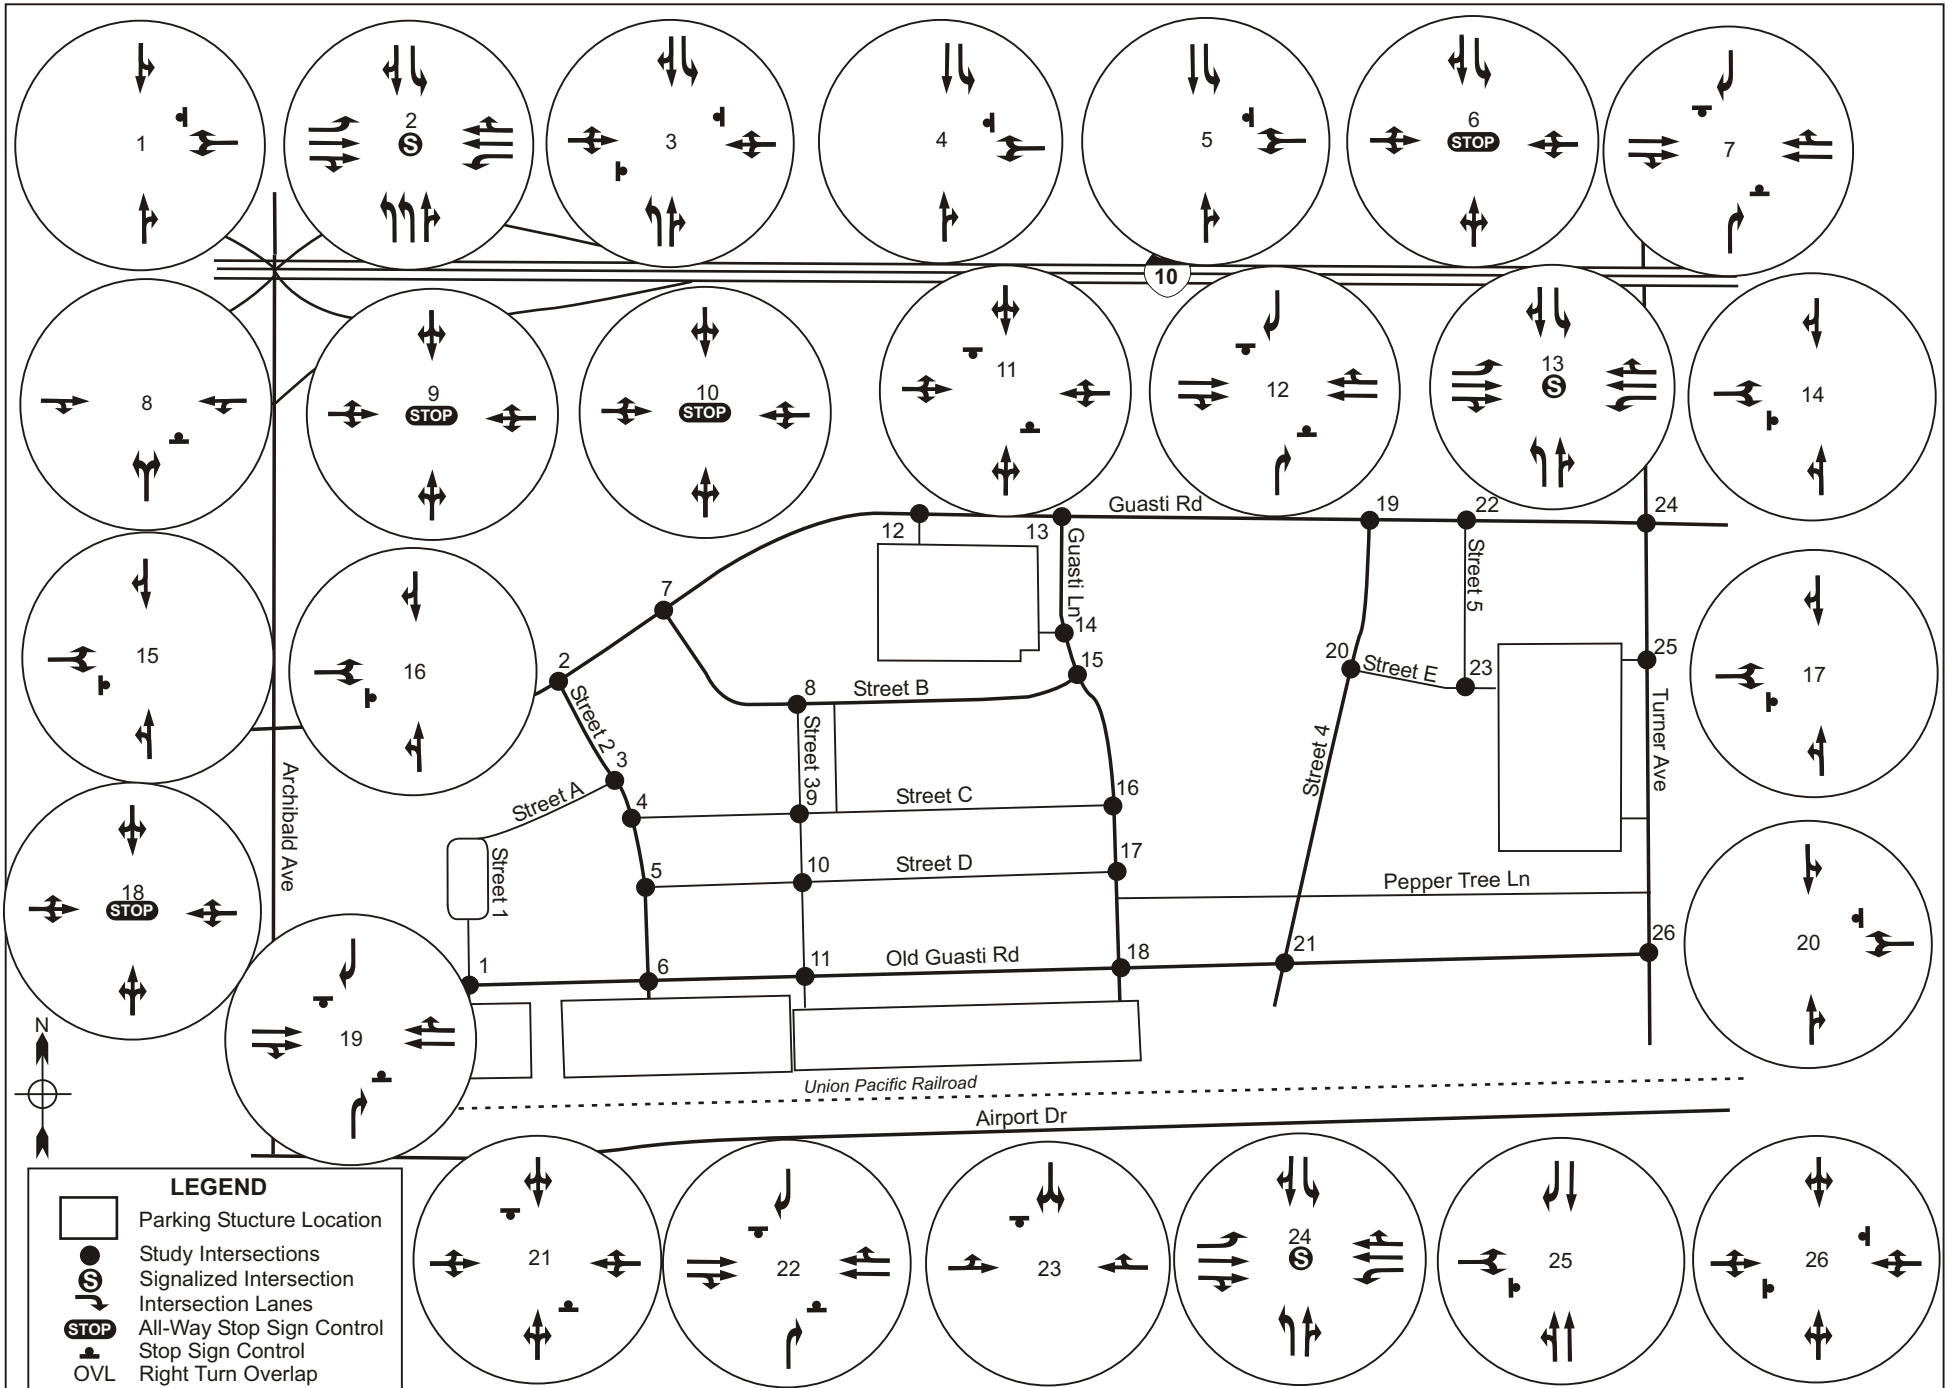 1
2
S
3
4
5
6
STOP
7
10
8
9
STOP
10
STOP
11
12
13
S
14
Guasti Rd
12
13
19
22
24
Guasti Ln
Street 5
7
15
16
14
17
2
15
20
Street E
23
25
8
Street B
Street 2
Street 3
Turner Ave
3
Street 4
Archibald Ave
Street A
4
9
Street C
16
18
STOP
5
10
Street D
17
Pepper Tree Ln
Street 1
20
1
6
11
Old Guasti Rd
18
21
26
N
19
Union Pacific Railroad
Airport Dr
LEGEND
Parking Stucture Location
Study Intersections
S Signalized Intersection
Intersection Lanes
STOP All-Way Stop Sign Control
Stop Sign Control
OVL Right Turn Overlap
21
22
23
24
S
25
26